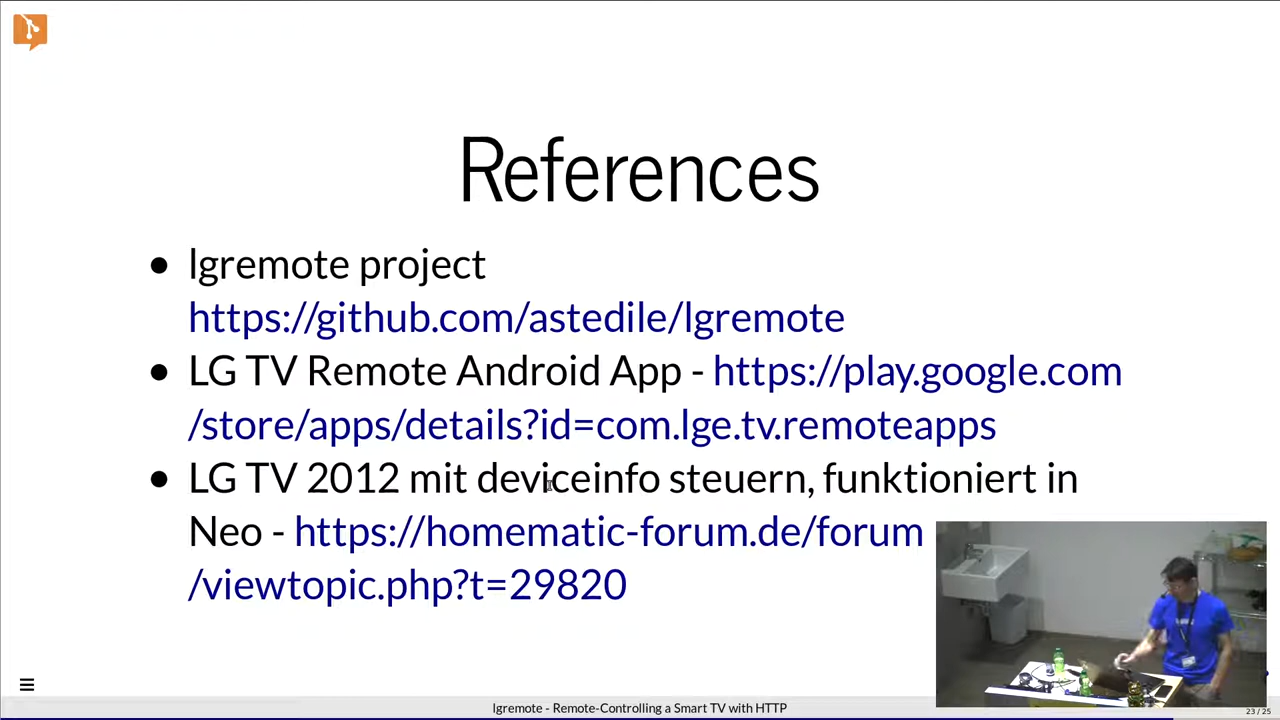 References
lgremote project
https://github.com/astedile/lgremote
LG TV Remote Android App - https://play.google.com
/store/apps/details?id=com.lge.tv.remoteapps
LG TV 2012 mit deviceinfo steuern, funktioniert in
Neo - https://homematic-forum.de/forum
/viewtopic.php?t=29820
lgremote - Remote-Controlling a Smart TV with HTTP
23 / 25